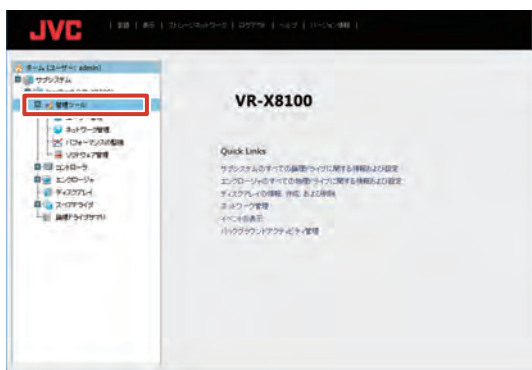 JVC
| 言語 | 表示 | ストレージネットワーク | ログアウト | ヘルプ | バージョン情報 |
ホーム (ユーザー: admin)
サブシステム
管理ツール
ネットワーク管理
パフォーマンスの監視
ソフトウェア管理
コントローラ
エンクロージャ
ディスクアレイ
スペアドライブ
論理ドライブサマリ
VR-X8100
Quick Links
サブシステムのすべての論理ドライブに関する情報および設定
エンクロージャのすべての物理ドライブに関する情報および設定
ディスクアレイの情報、作成、および削除
ネットワーク管理
イベントの表示
バックグラウンドアクティビティ管理